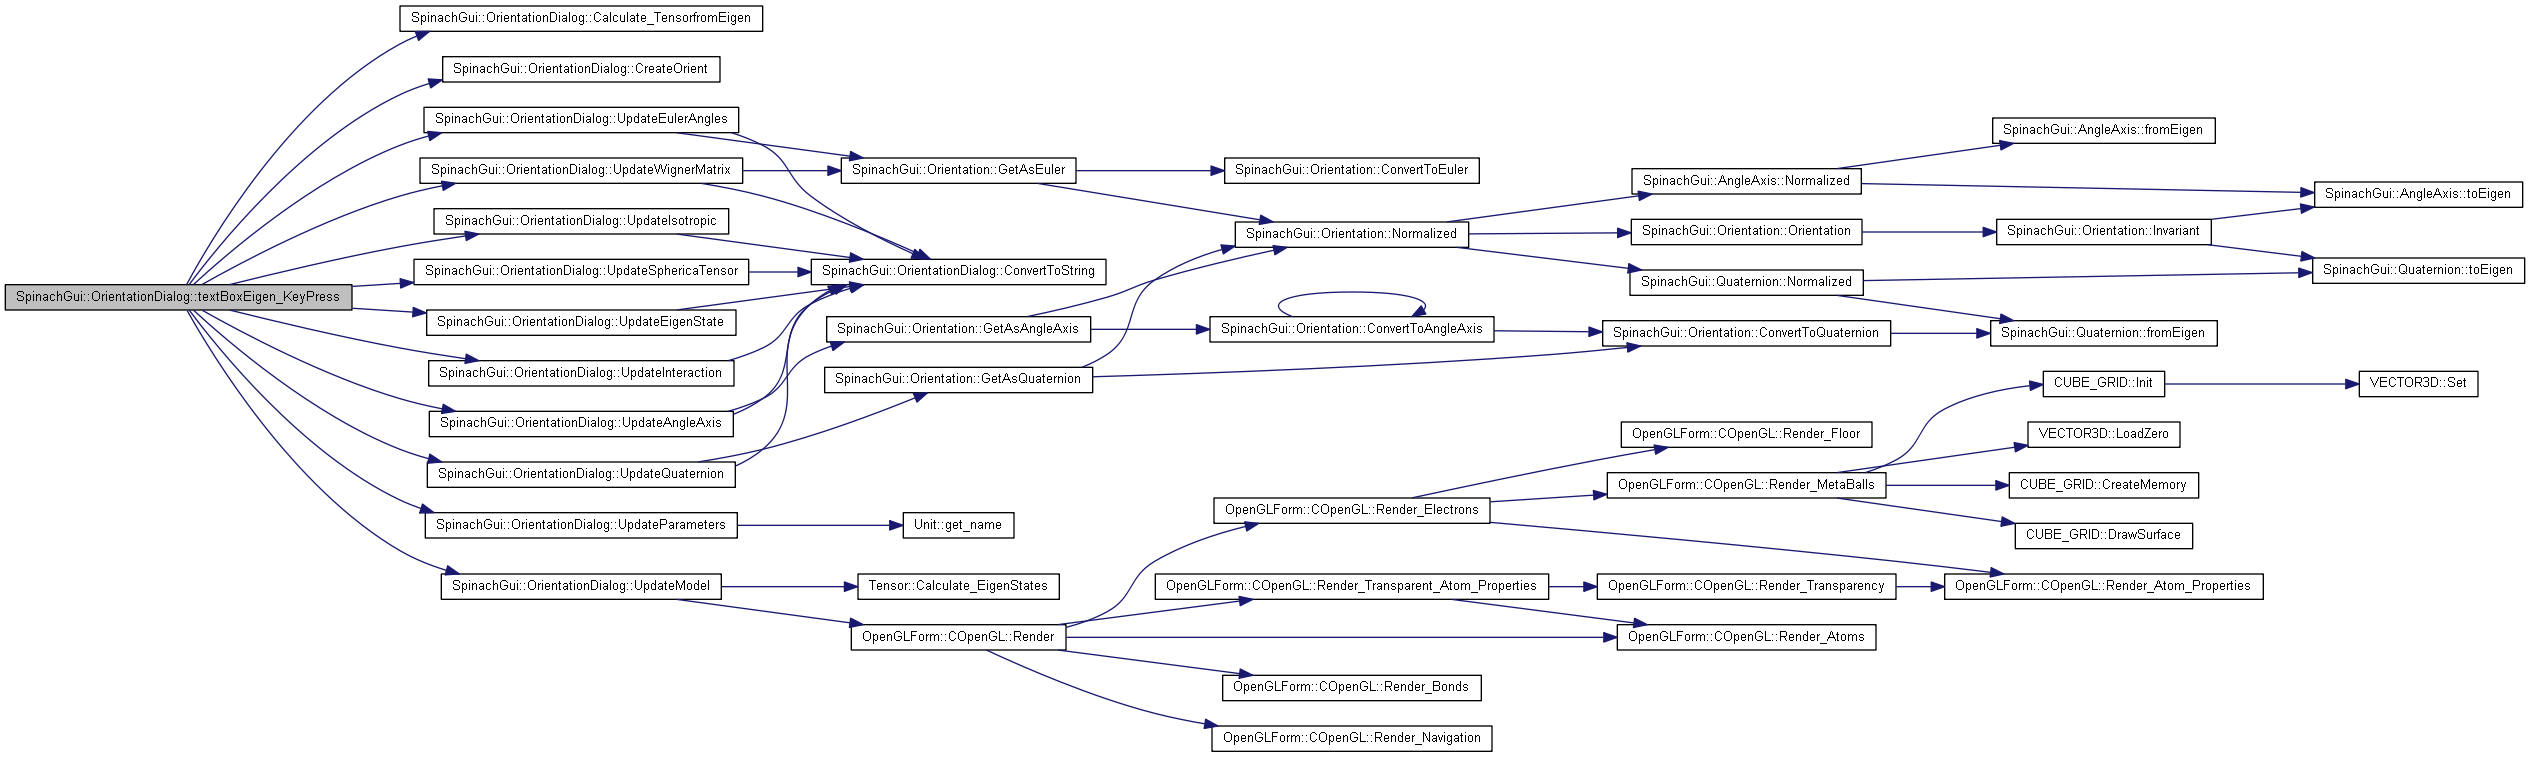 SpinachGui::OrientationDialog::textBoxEigen_KeyPress
SpinachGui::OrientationDialog::Calculate_TensorfromEigen
SpinachGui::OrientationDialog::CreateOrient
SpinachGui::OrientationDialog::UpdateEulerAngles
SpinachGui::OrientationDialog::UpdateWignerMatrix
SpinachGui::OrientationDialog::UpdateIsotropic
SpinachGui::OrientationDialog::UpdateSphericaTensor
SpinachGui::OrientationDialog::UpdateEigenState
SpinachGui::OrientationDialog::UpdateInteraction
SpinachGui::OrientationDialog::UpdateAngleAxis
SpinachGui::OrientationDialog::UpdateQuaternion
SpinachGui::OrientationDialog::UpdateParameters
SpinachGui::OrientationDialog::UpdateModel
SpinachGui::Orientation::GetAsEuler
SpinachGui::OrientationDialog::ConvertToString
SpinachGui::Orientation::GetAsAngleAxis
SpinachGui::Orientation::GetAsQuaternion
Unit::get_name
Tensor::Calculate_EigenStates
OpenGLForm::COpenGL::Render
SpinachGui::Orientation::ConvertToEuler
SpinachGui::Orientation::Normalized
SpinachGui::Orientation::ConvertToAngleAxis
OpenGLForm::COpenGL::Render_Electrons
OpenGLForm::COpenGL::Render_Transparent_Atom_Properties
OpenGLForm::COpenGL::Render_Bonds
OpenGLForm::COpenGL::Render_Navigation
SpinachGui::AngleAxis::Normalized
SpinachGui::Orientation::Orientation
SpinachGui::Quaternion::Normalized
SpinachGui::Orientation::ConvertToQuaternion
OpenGLForm::COpenGL::Render_Floor
OpenGLForm::COpenGL::Render_MetaBalls
OpenGLForm::COpenGL::Render_Transparency
OpenGLForm::COpenGL::Render_Atoms
SpinachGui::AngleAxis::fromEigen
SpinachGui::Orientation::Invariant
SpinachGui::Quaternion::fromEigen
CUBE_GRID::Init
VECTOR3D::LoadZero
CUBE_GRID::CreateMemory
CUBE_GRID::DrawSurface
OpenGLForm::COpenGL::Render_Atom_Properties
SpinachGui::AngleAxis::toEigen
SpinachGui::Quaternion::toEigen
VECTOR3D::Set